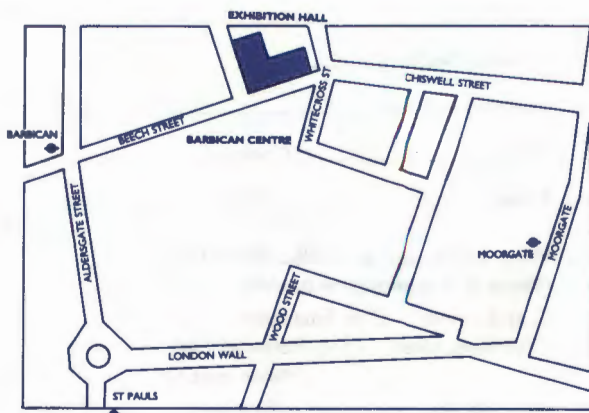 EXHIBITION HALL
CHISWELL STREET
WHITECROSS ST
BEECH STREET
BARBICAN
BARBICAN CENTRE
ALDERSGATE STREET
MOORGATE
MOORGATE
WOOD STREET
LONDON WALL
ST PAULS